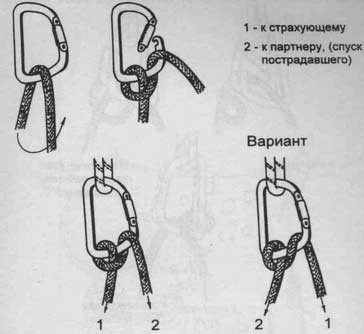 1 - к страхующему
2 - к партнеру, (спуск
пострадавшего)
Вариант
1 2
2 1